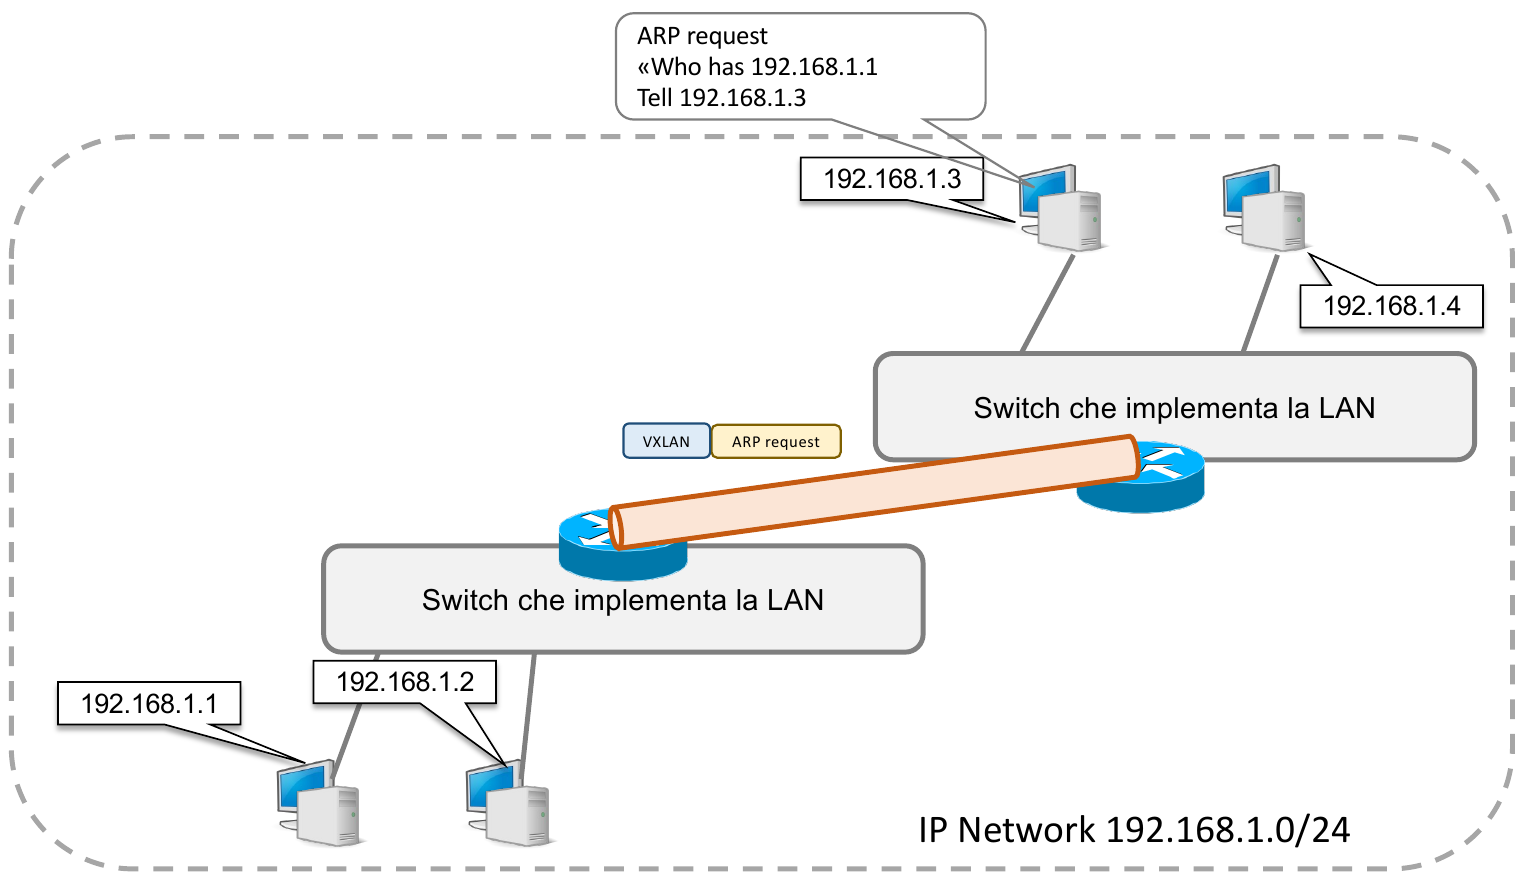 ARP request
«Who has 192.168.1.1
Tell 192.168.1.3
192.168.1.3
192.168.1.4
Switch che implementa la LAN
VXLAN
ARP request
Switch che implementa la LAN
192.168.1.2
192.168.1.1
IP Network 192.168.1.0/24